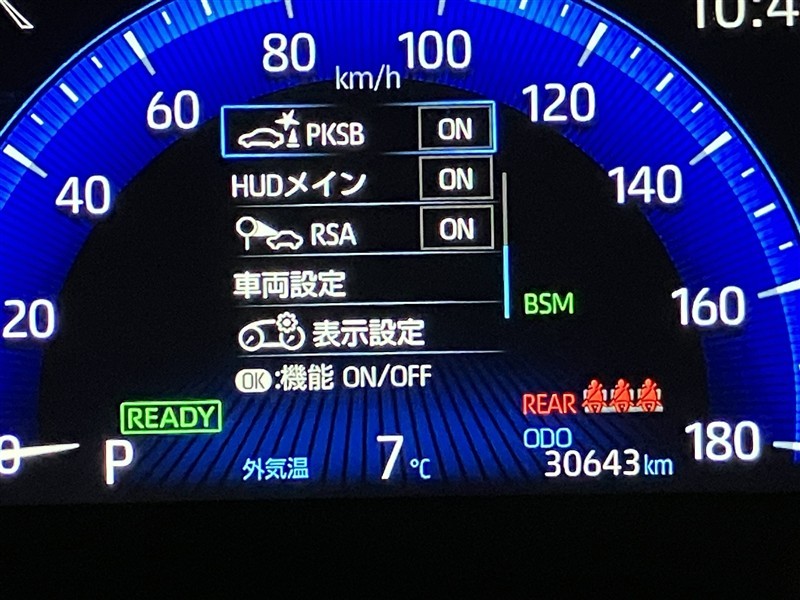 10:4
80
100
km/h
60
120
PKSB ON
40
HUDメイン ON
140
RSA ON
車両設定
20
BSM
160
表示設定
OK:機能 ON/OFF
READY
REAR
0
P
ODO
180
外気温 7℃
30643km